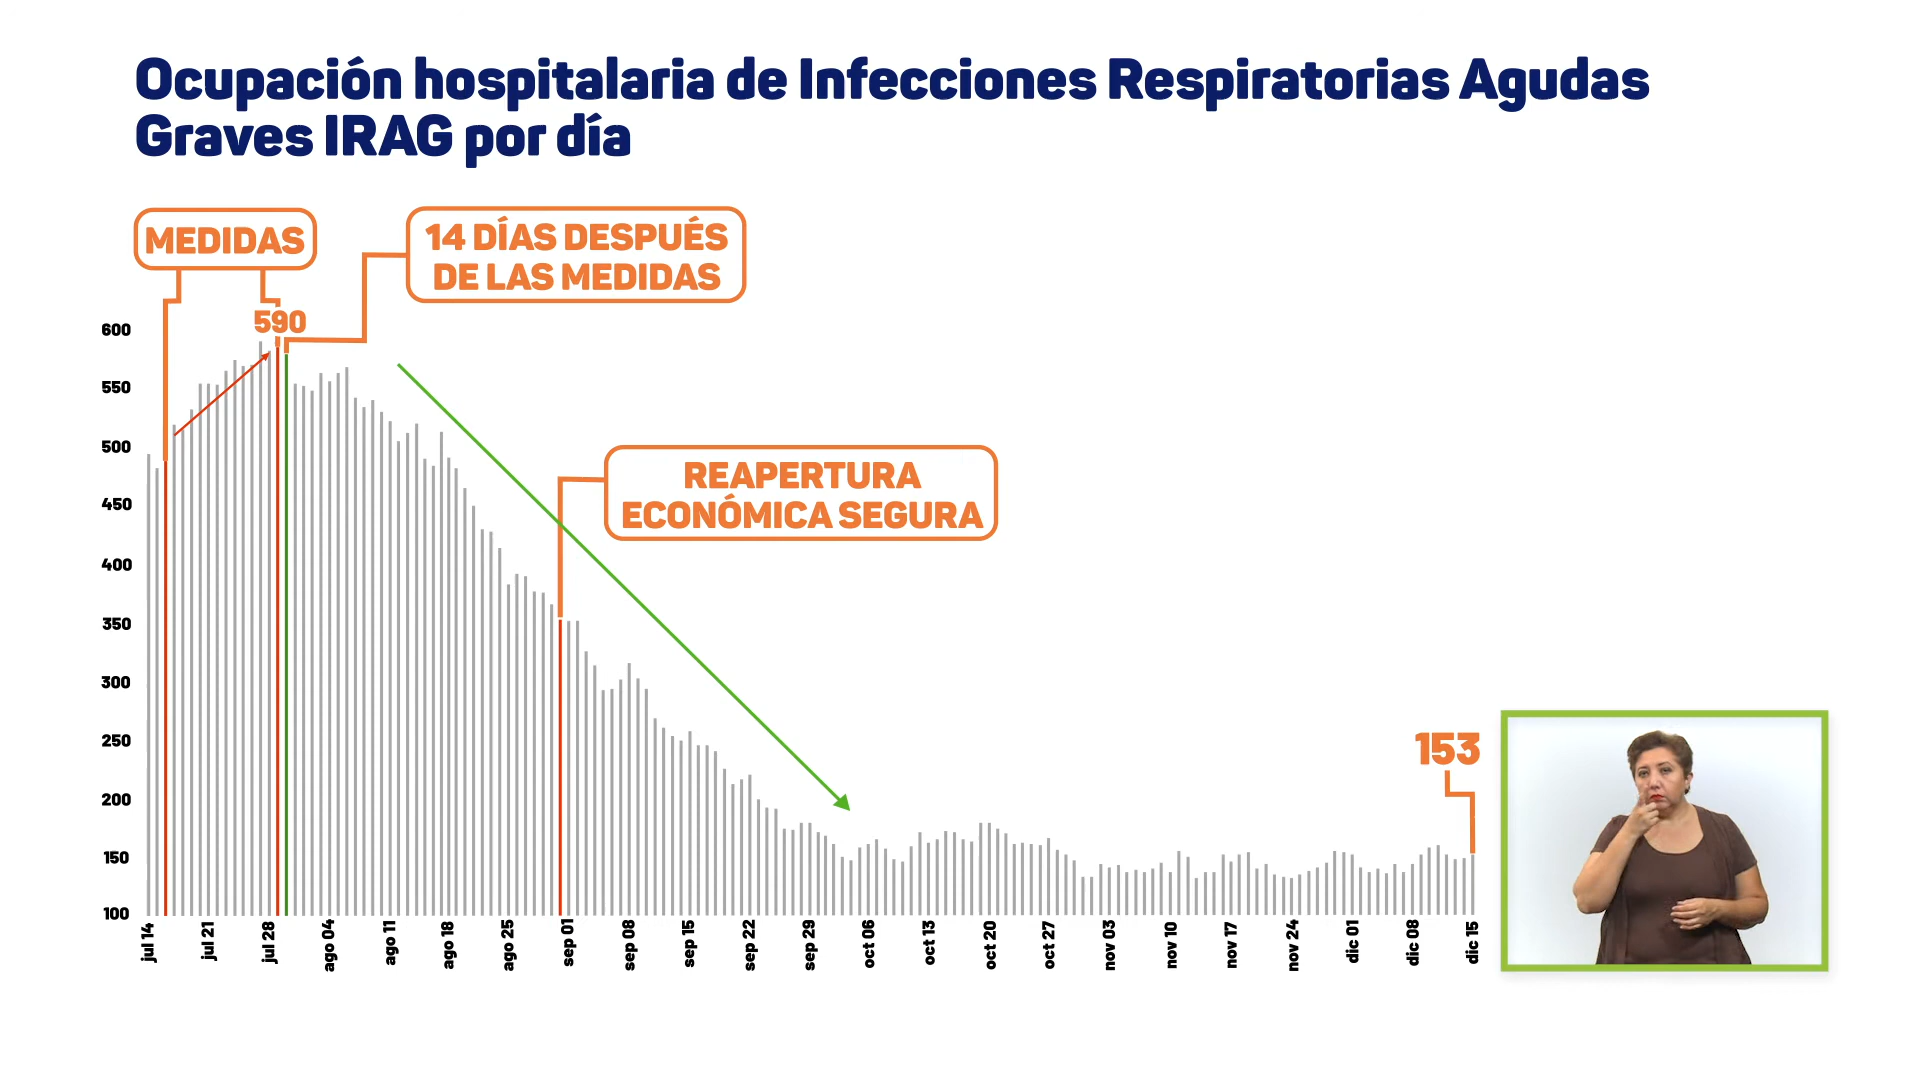 Ocupación hospitalaria de Infecciones Respiratorias Agudas
Graves IRAG por día
MEDIDAS
14 DÍAS DESPUÉS
DE LAS MEDIDAS
590
REAPERTURA
ECONÓMICA SEGURA
153
600
550
500
450
400
350
300
250
200
150
100
jul 14
jul 21
jul 28
ago 04
ago 11
ago 18
ago 25
sep 01
sep 08
sep 15
sep 22
sep 29
oct 06
oct 13
oct 20
oct 27
nov 03
nov 10
nov 17
nov 24
dic 01
dic 08
dic 15